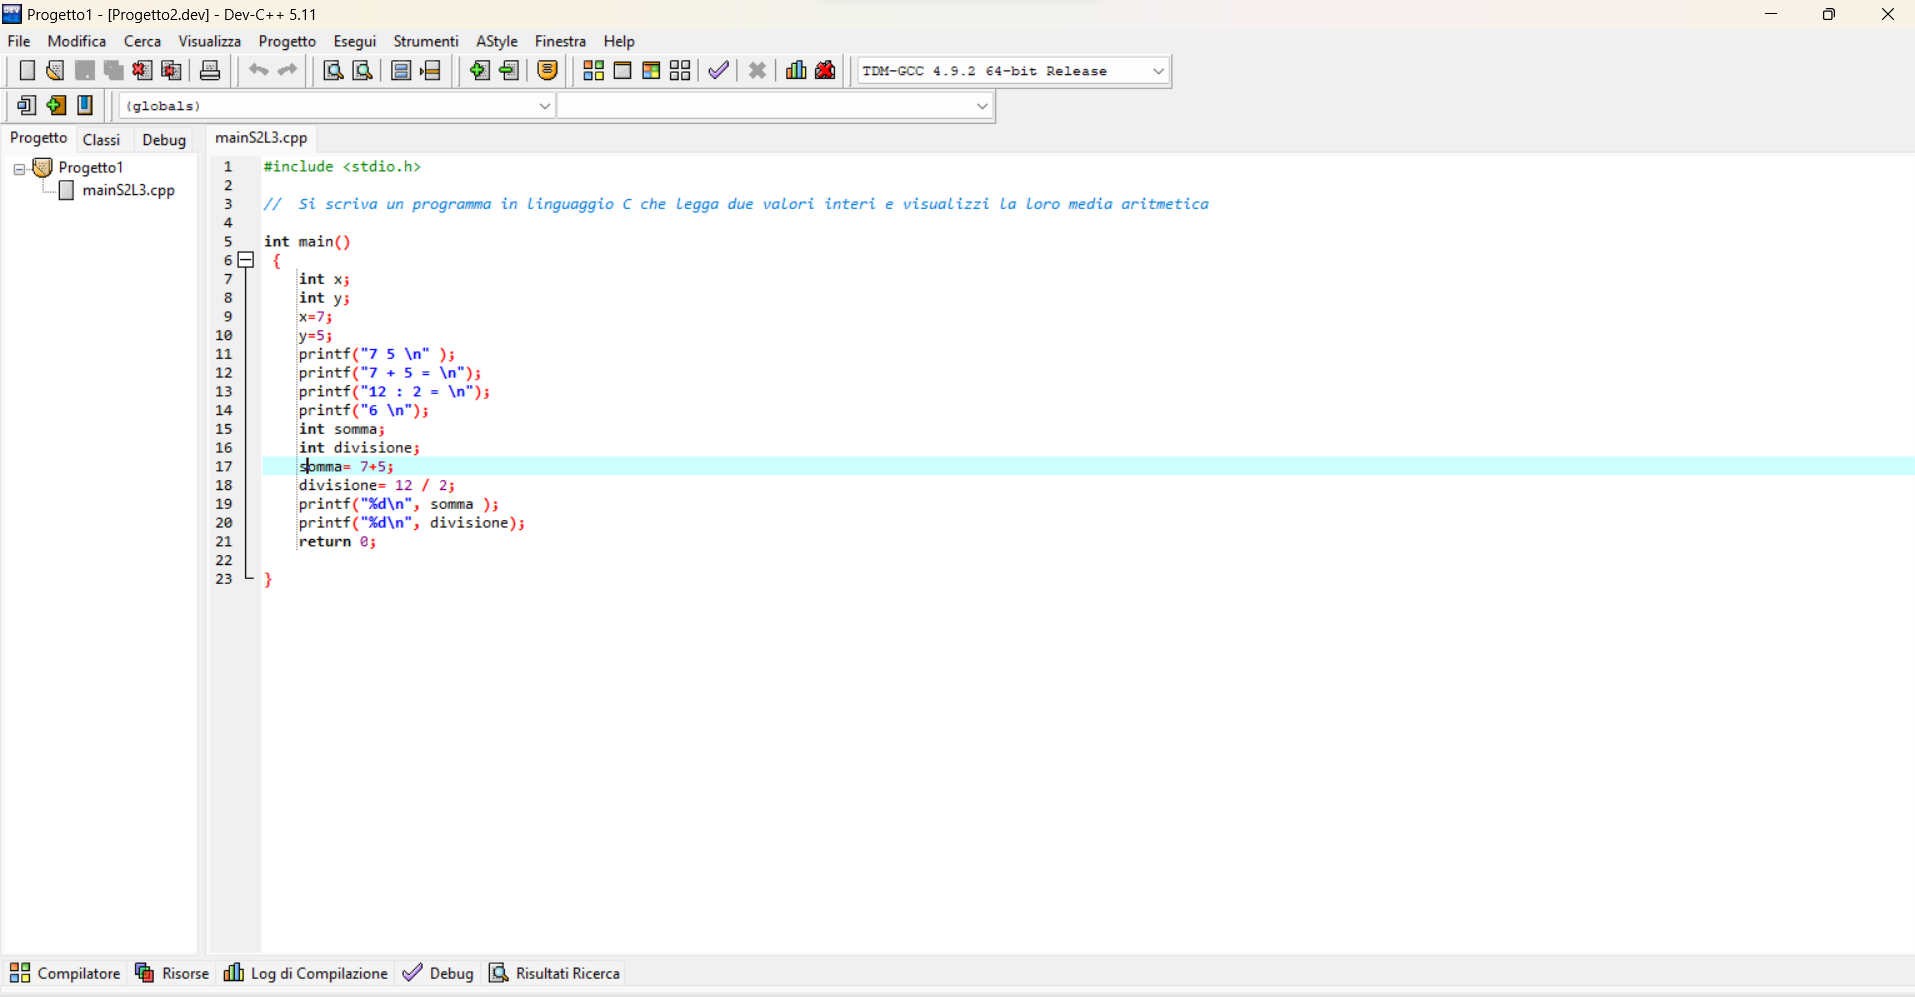 Progetto1 - [Progetto2.dev] - Dev-C++ 5.11
File Modifica Cerca Visualizza Progetto Esegui Strumenti AStyle Finestra Help
TDM-GCC 4.9.2 64-bit Release
(globals)
Progetto Classi Debug
Progetto1
mainS2L3.cpp
mainS2L3.cpp
1 #include <stdio.h>
2
3 // Si scriva un programma in linguaggio C che legga due valori interi e visualizzi la loro media aritmetica
4
5 int main()
6 {
7 int x;
8 int y;
9 x=7;
10 y=5;
11 printf("7 5 \n" );
12 printf("7 + 5 = \n");
13 printf("12 : 2 = \n");
14 printf("6 \n");
15 int somma;
16 int divisione;
17 somma= 7+5;
18 divisione= 12 / 2;
19 printf("%d\n", somma );
20 printf("%d\n", divisione);
21 return 0;
22
23 }
Compilatore Risorse Log di Compilazione Debug Risultati Ricerca